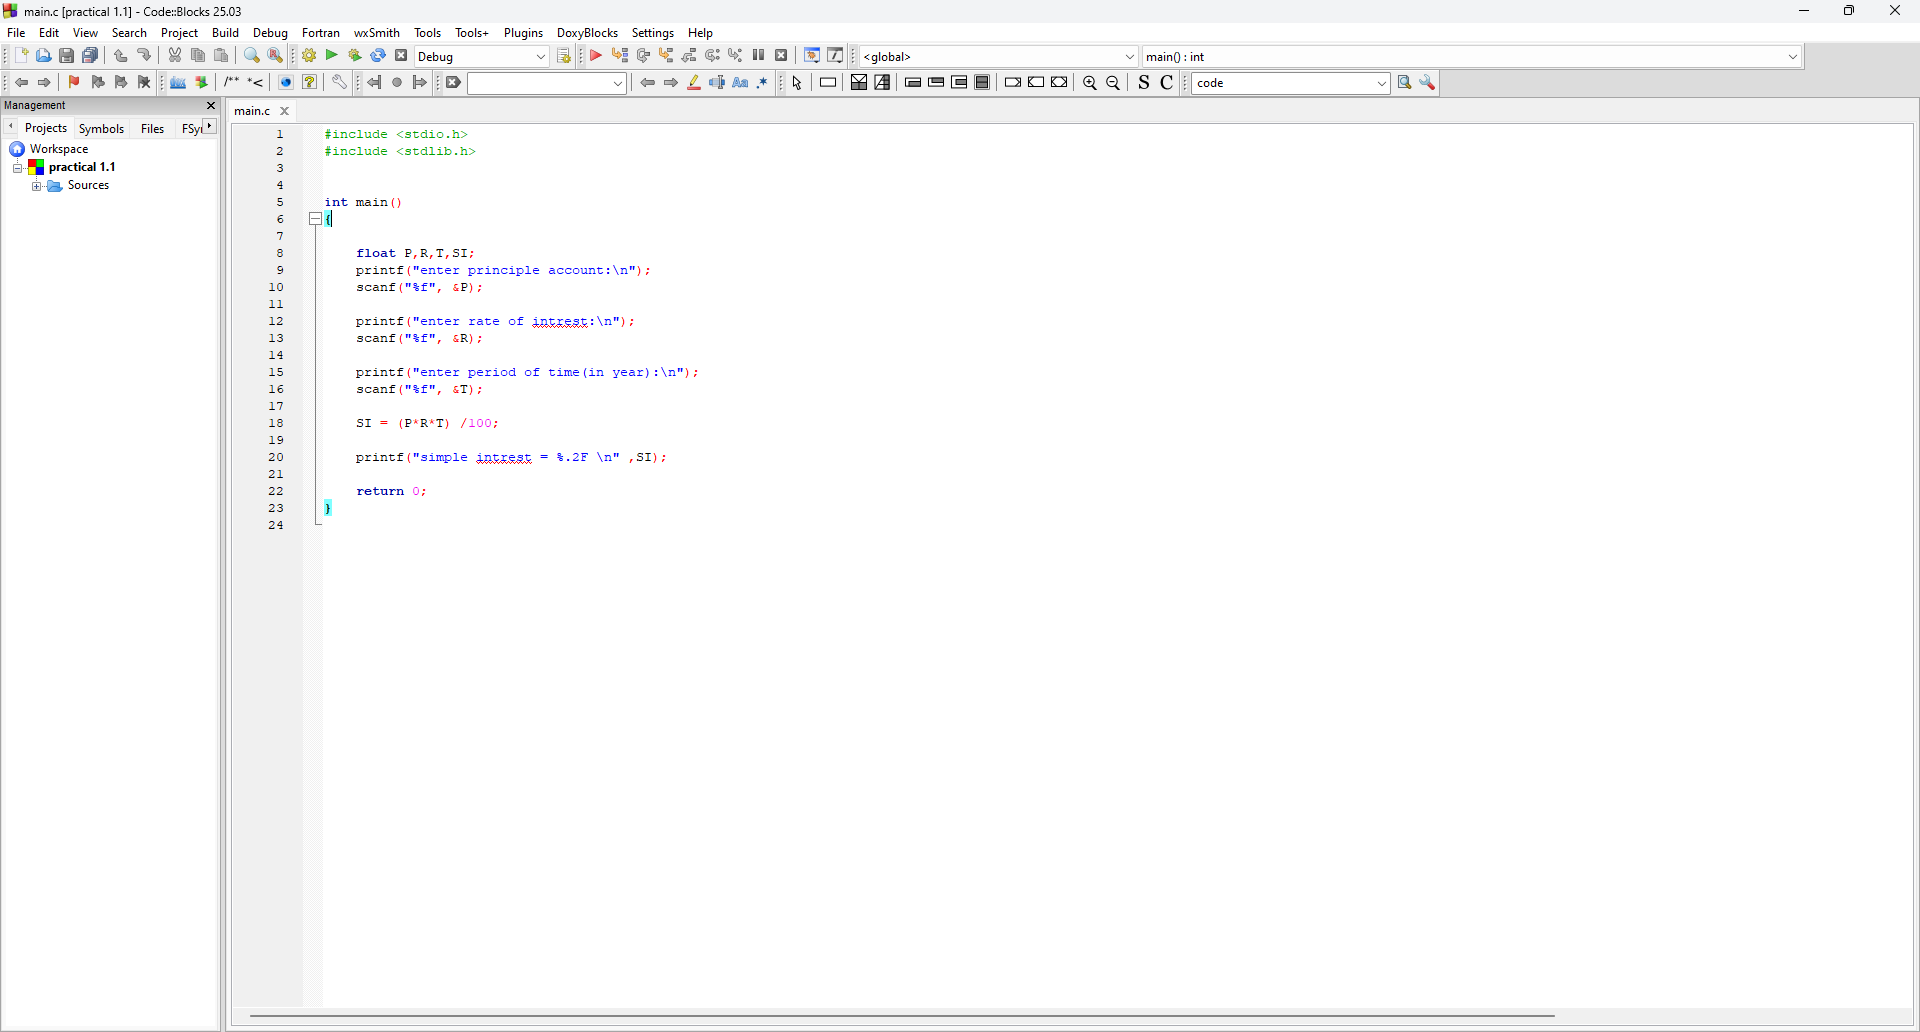 main.c [practical 1.1] - Code::Blocks 25.03
File Edit View Search Project Build Debug Fortran wxSmith Tools Tools+ Plugins DoxyBlocks Settings Help
Debug <global> main() : int
/** *< Aa .* S C code
Management
main.c
Projects Symbols Files FSy
Workspace
practical 1.1
Sources
1 #include <stdio.h>
2 #include <stdlib.h>
3
4
5 int main()
6 {
7
8 float P,R,T,SI;
9 printf("enter principle account:\n");
10 scanf("%f", &P);
11
12 printf("enter rate of intrest:\n");
13 scanf("%f", &R);
14
15 printf("enter period of time(in year):\n");
16 scanf("%f", &T);
17
18 SI = (P*R*T) /100;
19
20 printf("simple intrest = %.2F \n" ,SI);
21
22 return 0;
23 }
24